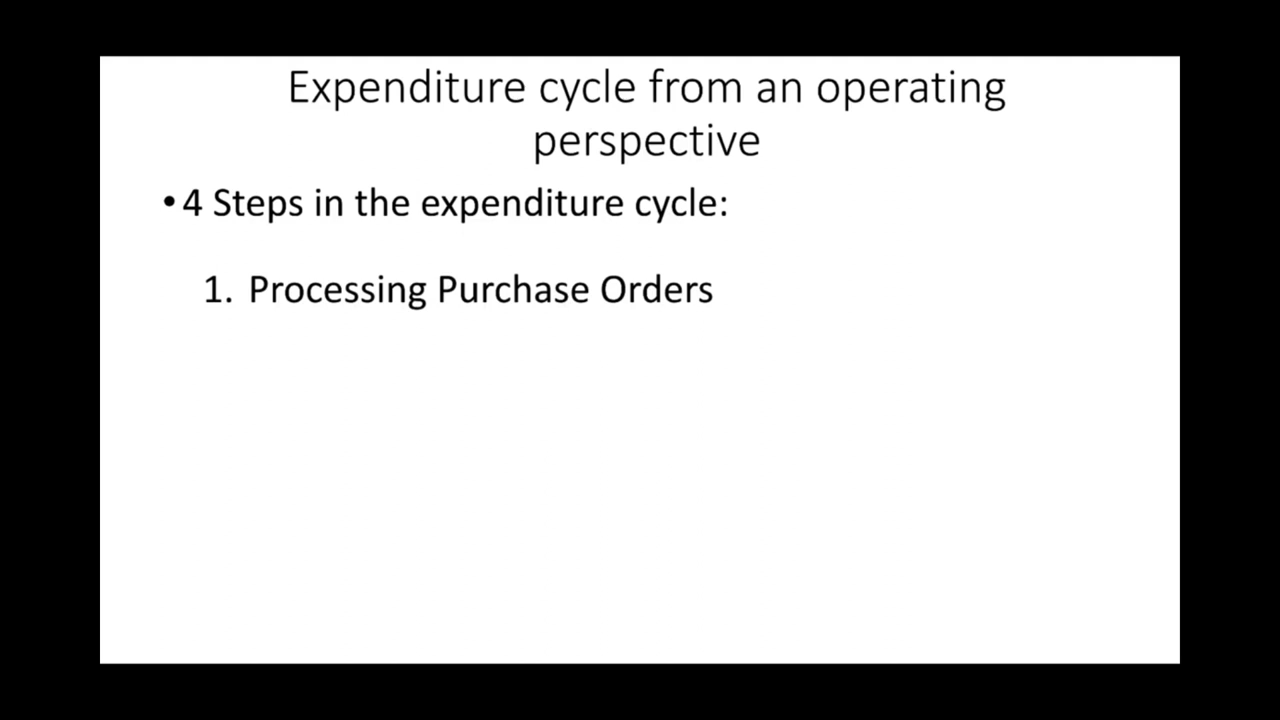 Expenditure cycle from an operating
perspective
•4 Steps in the expenditure cycle:
1. Processing Purchase Orders